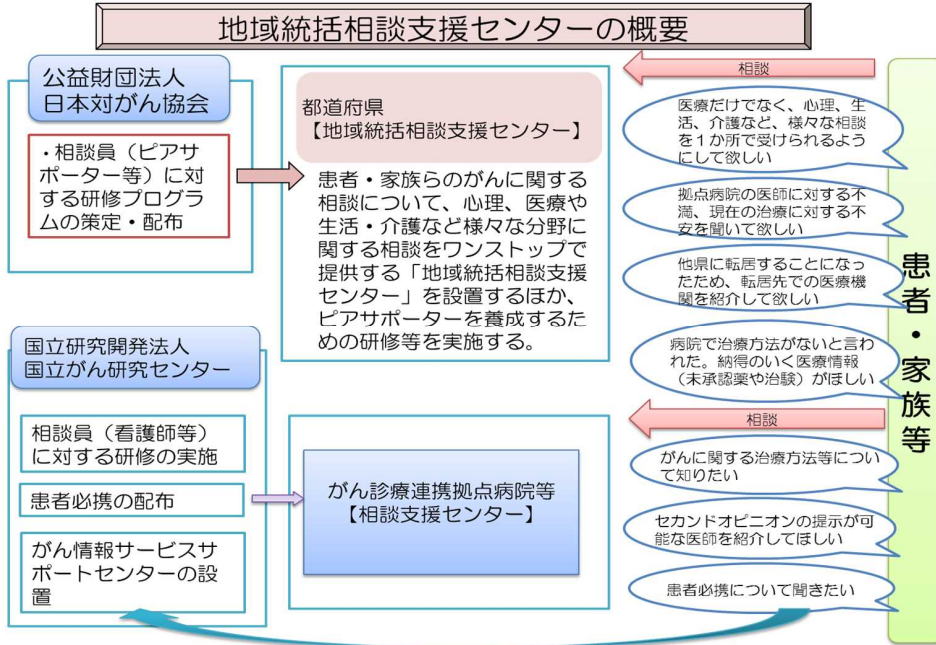 地域統括相談支援センターの概要
公益財団法人
日本対がん協会
・相談員（ピアサ
ポーター等）に対
する研修プログラ
ムの策定・配布
都道府県
【地域統括相談支援センター】
患者・家族らのがんに関する
相談について、心理、医療や
生活・介護など様々な分野に
関する相談をワンストップで
提供する「地域統括相談支援
センター」を設置するほか、
ピアサポーターを養成するた
めの研修等を実施する。
相談
医療だけでなく、心理、生
活、介護など、様々な相談
を１か所で受けられるよう
にして欲しい
拠点病院の医師に対する不
満、現在の治療に対する不
安を聞いて欲しい
他県に転居することになっ
たため、転居先での医療機
関を紹介して欲しい
病院で治療方法がないと言わ
れた。納得のいく医療情報
（未承認薬や治験）がほしい
患者・家族等
国立研究開発法人
国立がん研究センター
相談員（看護師等）
に対する研修の実施
患者必携の配布
がん情報サービスサ
ポートセンターの設
置
がん診療連携拠点病院等
【相談支援センター】
相談
がんに関する治療方法等につい
て知りたい
セカンドオピニオンの提示が可
能な医師を紹介してほしい
患者必携について聞きたい